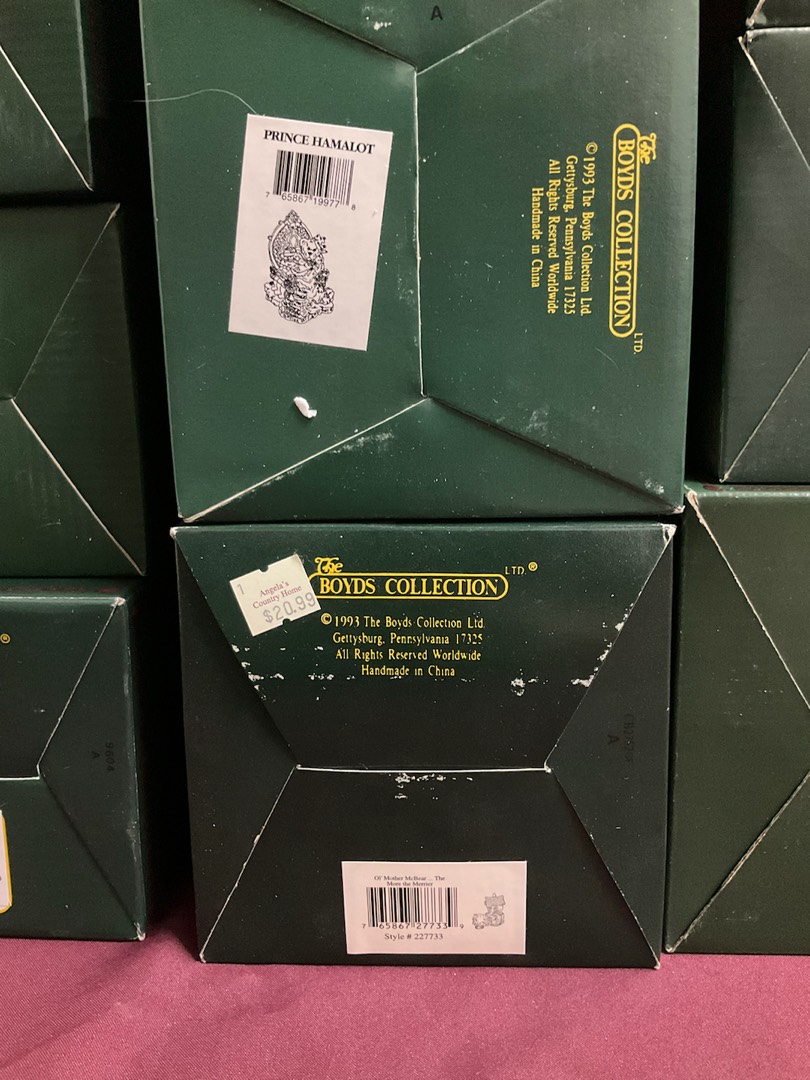 A
PRINCE HAMALOT
7 65867 19977 8
The
BOYDS COLLECTION LTD.
©1993 The Boyds Collection Ltd.
Gettysburg, Pennsylvania 17325
All Rights Reserved Worldwide
Handmade in China
1
Angela's
Country Home
$20.99
The
BOYDS COLLECTION LTD.®
©1993 The Boyds Collection Ltd.
Gettysburg, Pennsylvania 17325
All Rights Reserved Worldwide
Handmade in China
A
Ol' Mother McBear ... The
More the Merrier
7 65867 27733 9
Style # 227733
®
A